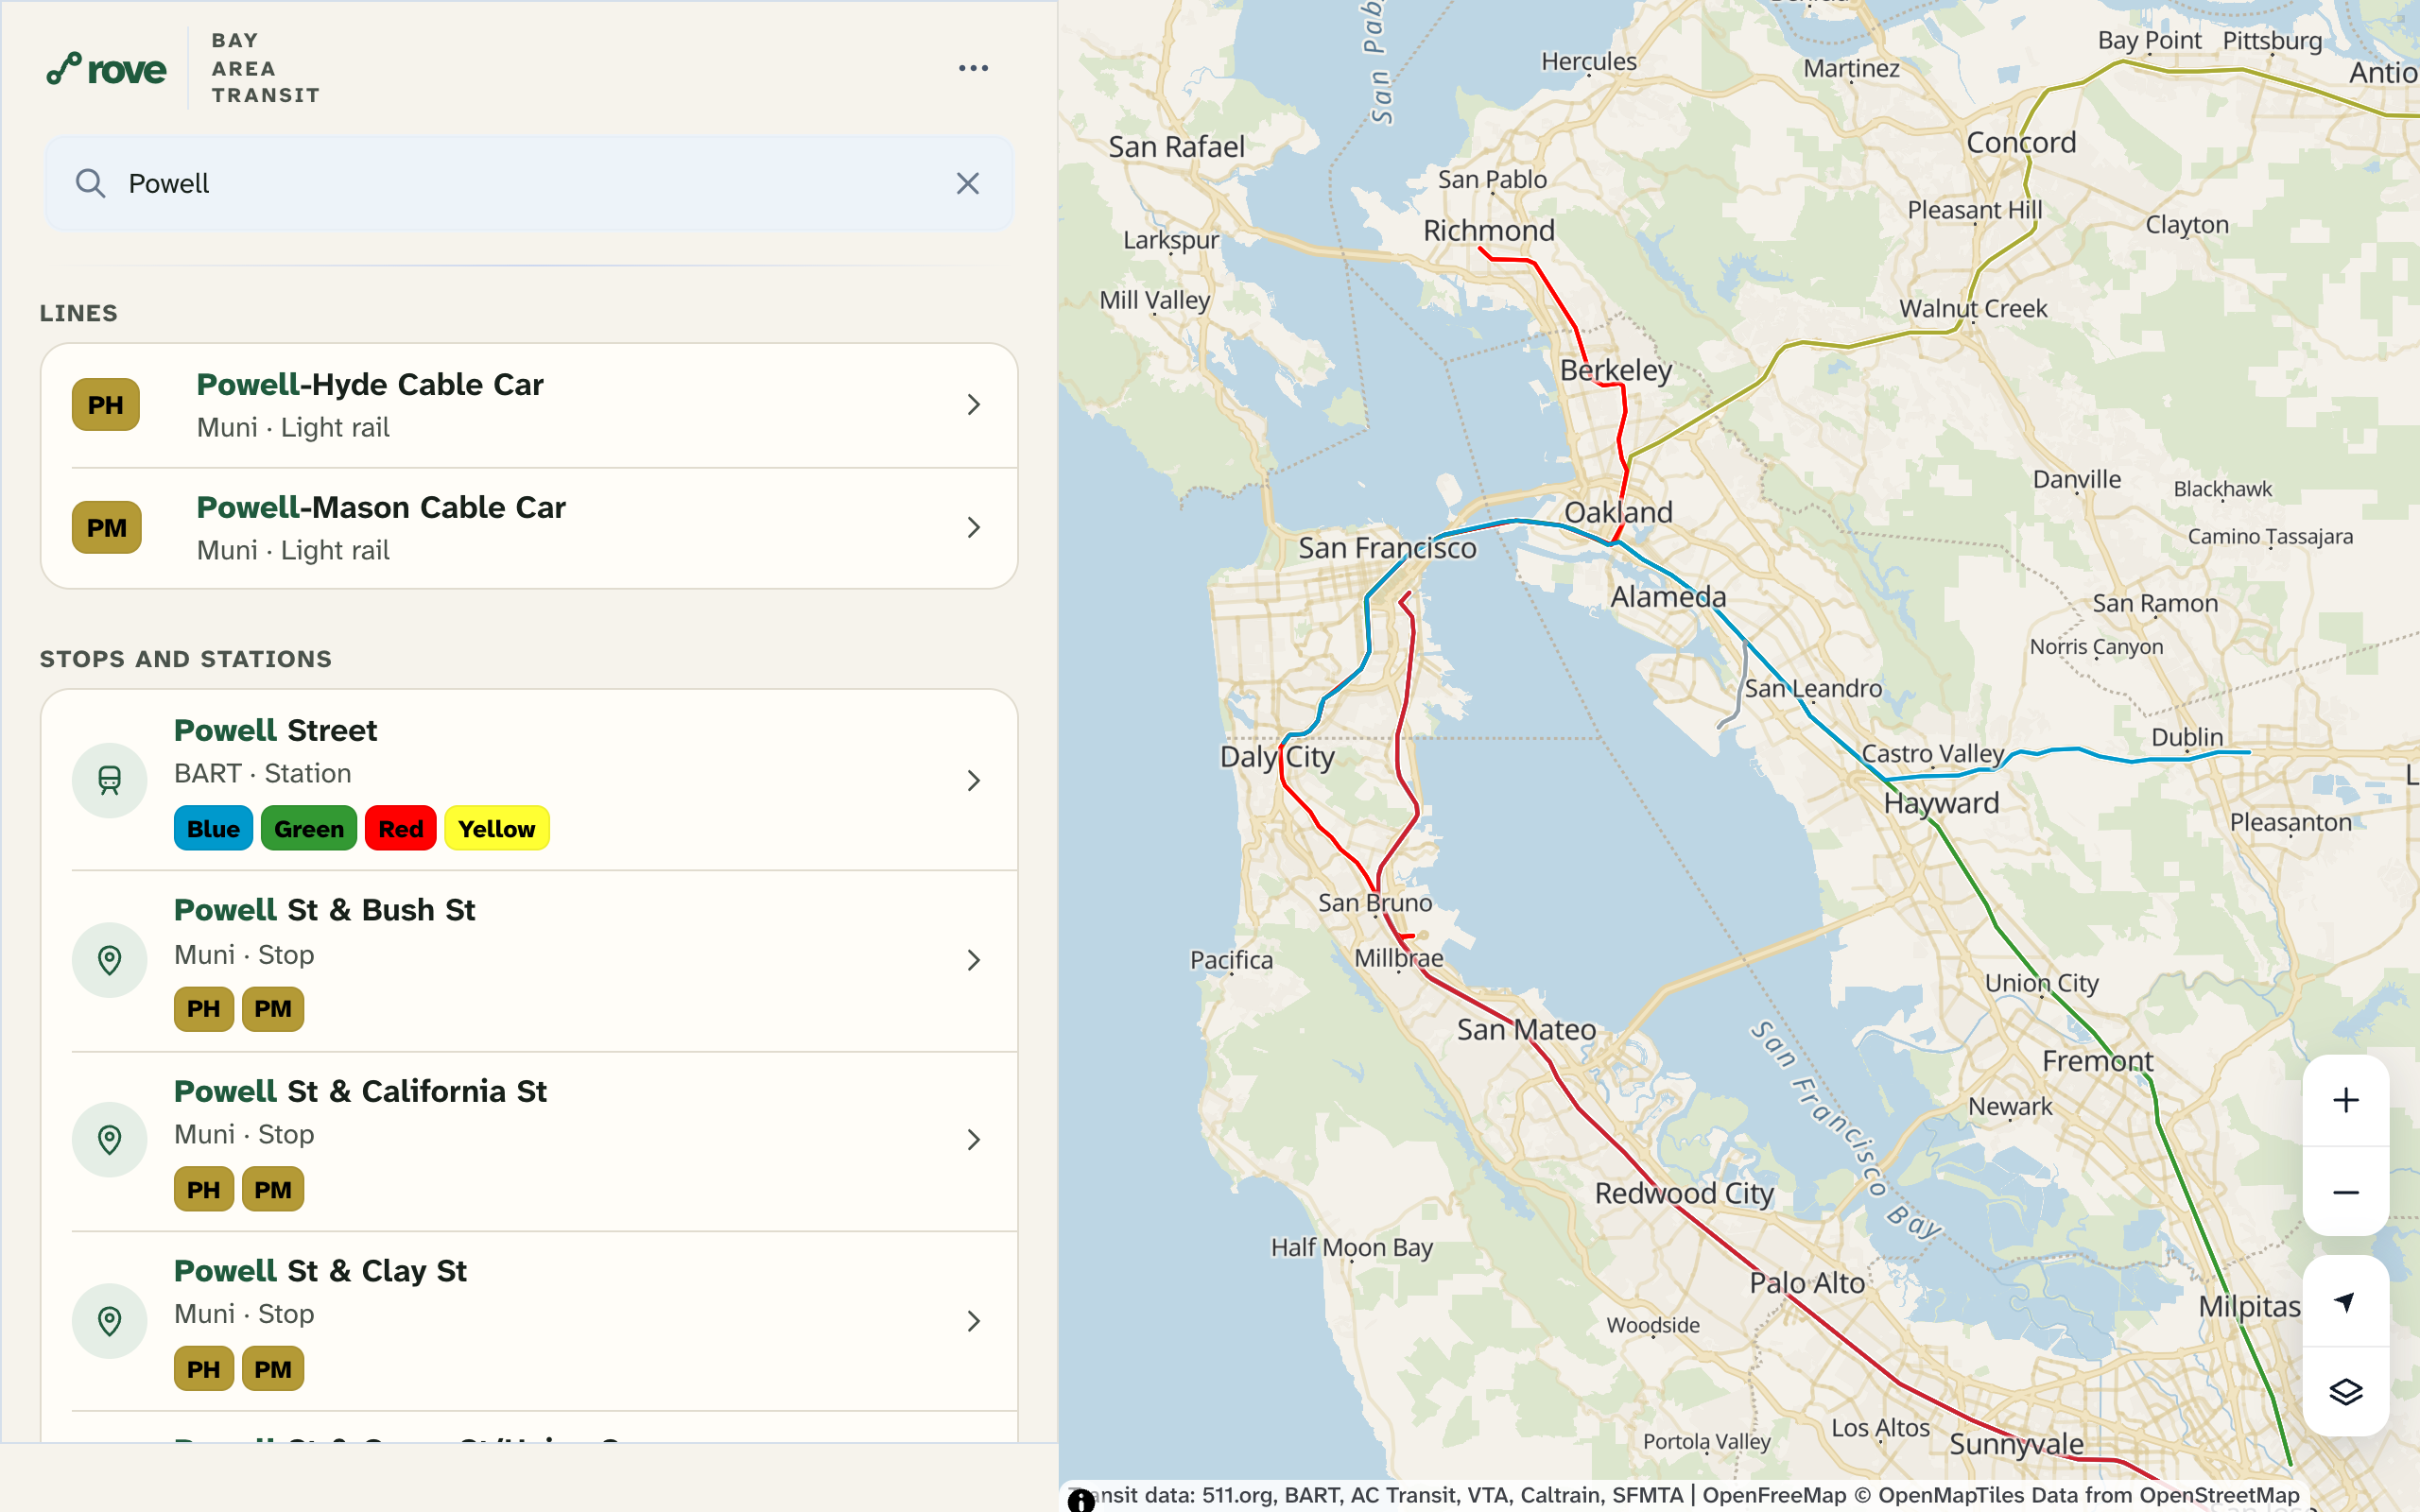 rove
BAY
AREA
TRANSIT
Powell
LINES
PH
Powell-Hyde Cable Car
Muni · Light rail
PM
Powell-Mason Cable Car
Muni · Light rail
STOPS AND STATIONS
Powell Street
BART · Station
Blue Green Red Yellow
Powell St & Bush St
Muni · Stop
PH PM
Powell St & California St
Muni · Stop
PH PM
Powell St & Clay St
Muni · Stop
PH PM
San Pab
Hercules
Martinez
Bay Point
Pittsburg
Antio
San Rafael
Concord
San Pablo
Pleasant Hill
Clayton
Richmond
Larkspur
Mill Valley
Walnut Creek
Berkeley
Danville
Blackhawk
Oakland
Camino Tassajara
San Francisco
Alameda
San Ramon
Norris Canyon
San Leandro
Dublin
Daly City
Castro Valley
L
Hayward
Pleasanton
San Bruno
Pacifica
Millbrae
Union City
San Mateo
San Francisco Bay
Fremont
Newark
Redwood City
Half Moon Bay
Palo Alto
Milpitas
Woodside
Los Altos
Portola Valley
Sunnyvale
Transit data: 511.org, BART, AC Transit, VTA, Caltrain, SFMTA | OpenFreeMap © OpenMapTiles Data from OpenStreetMap